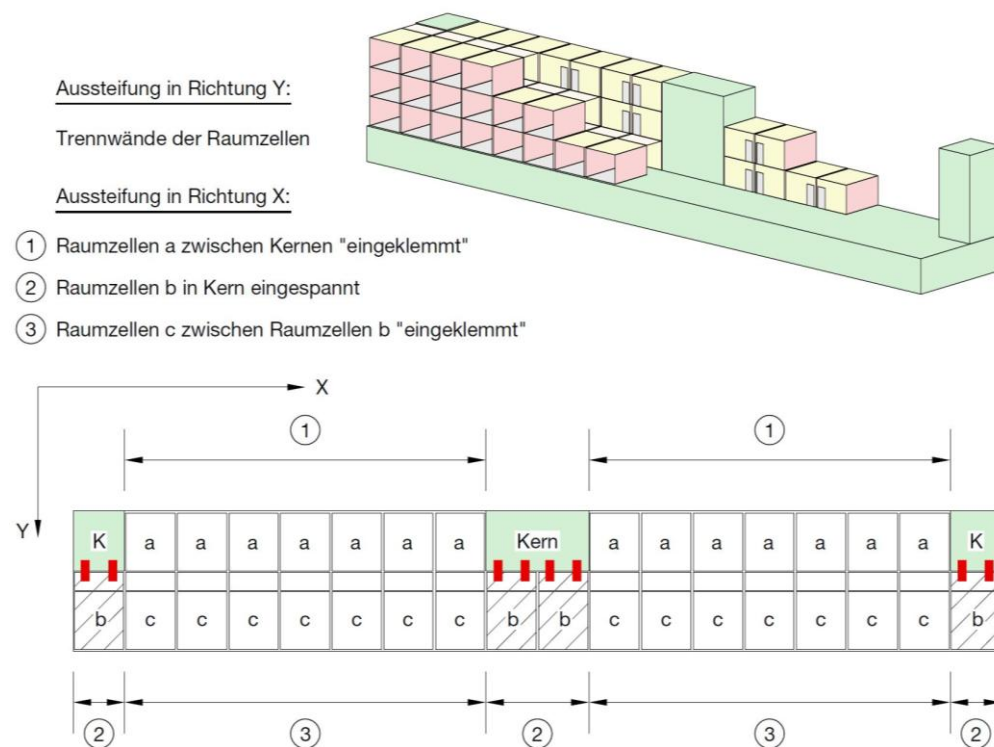 Aussteifung in Richtung Y:
Trennwände der Raumzellen
Aussteifung in Richtung X:
1 Raumzellen a zwischen Kernen "eingeklemmt"
2 Raumzellen b in Kern eingespannt
3 Raumzellen c zwischen Raumzellen b "eingeklemmt"
X
1 1
Y
K a a a a a a a Kern a a a a a a a K
b c c c c c c c b b c c c c c c c b
2 3 2 3 2